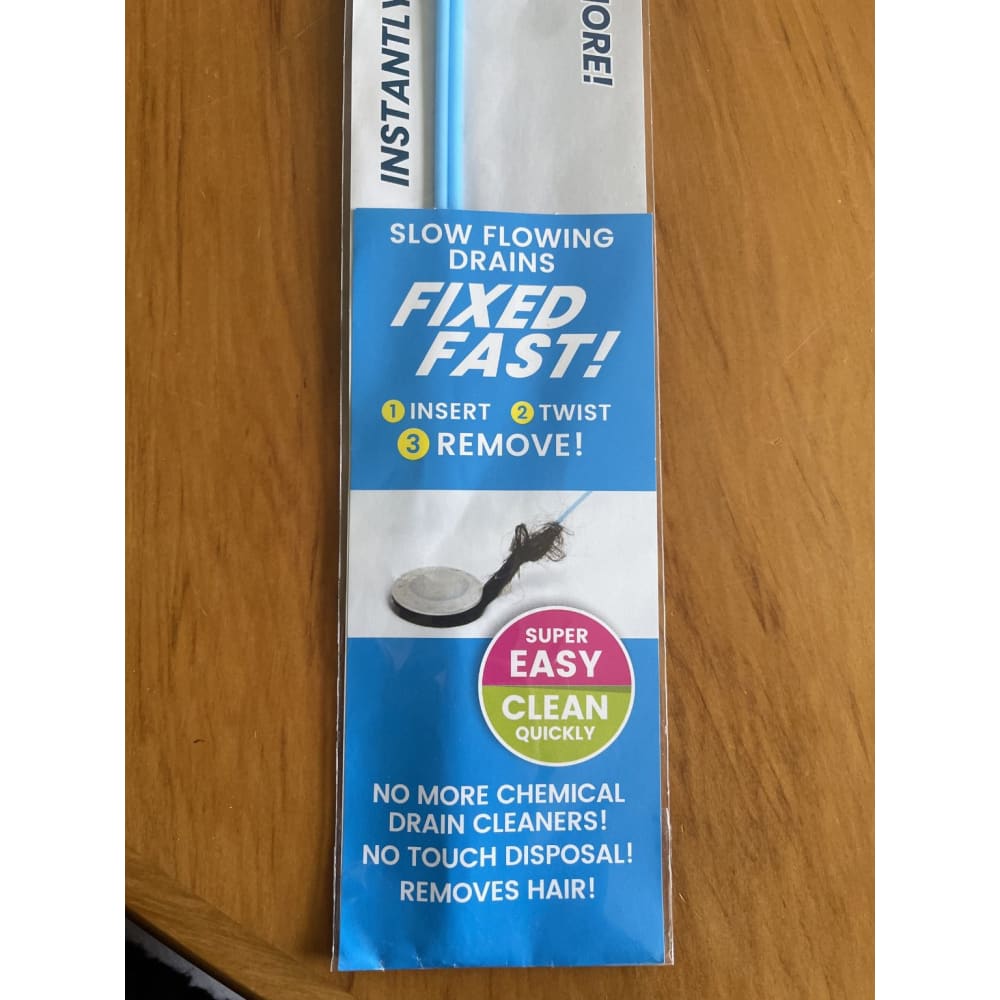 INSTANTLY
SLOW FLOWING
DRAINS
FIXED
FAST!
1 INSERT 2 TWIST
3 REMOVE!
SUPER
EASY
CLEAN
QUICKLY
NO MORE CHEMICAL
DRAIN CLEANERS!
NO TOUCH DISPOSAL!
REMOVES HAIR!